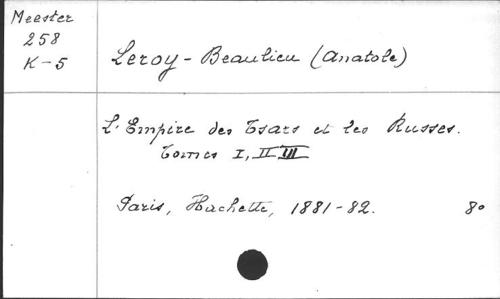 Meester
258
K-5
Leroy-Beaulieu (Anatole)
L'Empire des Tsars et les Russes.
Tomes I, II III
Paris, Hachette, 1881-82. 8º